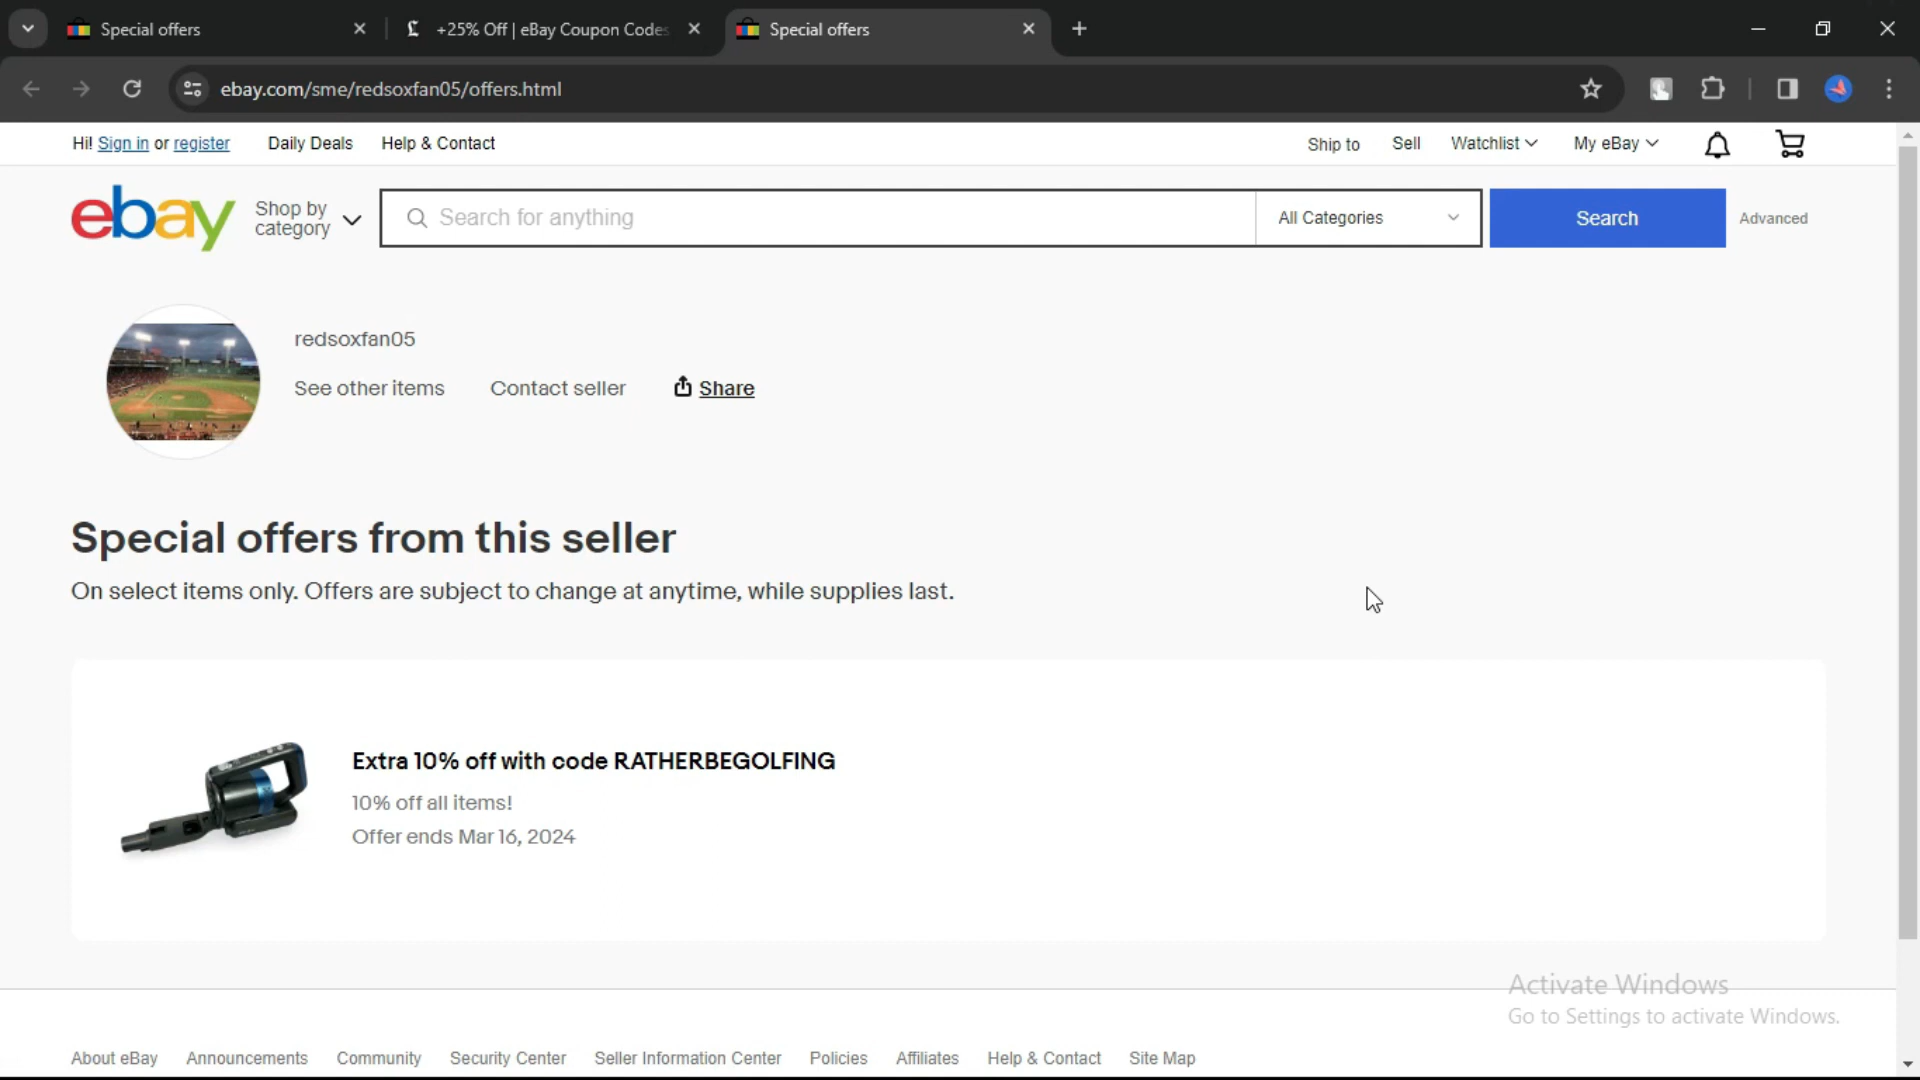 Special offers
+25% Off | eBay Coupon Codes
Special offers
ebay.com/sme/redsoxfan05/offers.html
Hi! Sign in or register Daily Deals Help & Contact Ship to Sell Watchlist My eBay
ebay
Shop by
category
Search for anything All Categories Search Advanced
redsoxfan05
See other items Contact seller Share
Special offers from this seller
On select items only. Offers are subject to change at anytime, while supplies last.
Extra 10% off with code RATHERBEGOLFING
10% off all items!
Offer ends Mar 16, 2024
Activate Windows
Go to Settings to activate Windows.
About eBay Announcements Community Security Center Seller Information Center Policies Affiliates Help & Contact Site Map